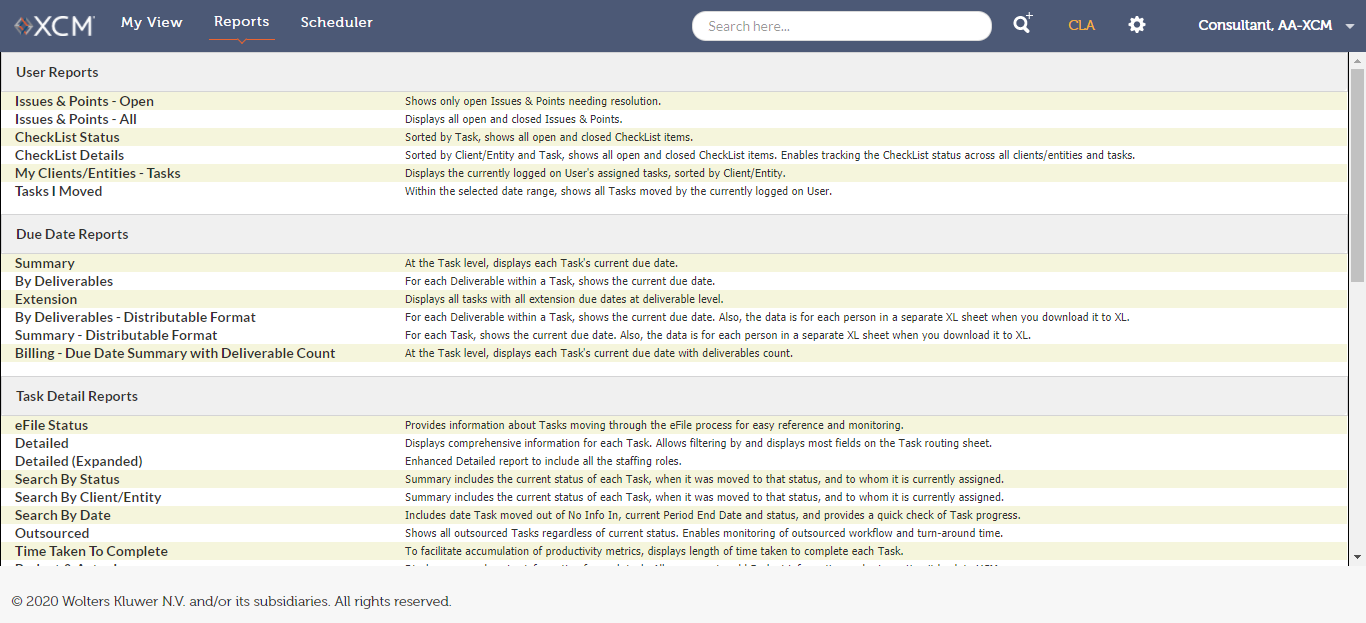 XCM
My View
Reports
Scheduler
Search here...
CLA
Consultant, AA-XCM
User Reports
Issues & Points - Open Shows only open Issues & Points needing resolution.
Issues & Points - All Displays all open and closed Issues & Points.
CheckList Status Sorted by Task, shows all open and closed CheckList items.
CheckList Details Sorted by Client/Entity and Task, shows all open and closed CheckList items. Enables tracking the CheckList status across all clients/entities and tasks.
My Clients/Entities - Tasks Displays the currently logged on User's assigned tasks, sorted by Client/Entity.
Tasks I Moved Within the selected date range, shows all Tasks moved by the currently logged on User.
Due Date Reports
Summary At the Task level, displays each Task's current due date.
By Deliverables For each Deliverable within a Task, shows the current due date.
Extension Displays all tasks with all extension due dates at deliverable level.
By Deliverables - Distributable Format For each Deliverable within a Task, shows the current due date. Also, the data is for each person in a separate XL sheet when you download it to XL.
Summary - Distributable Format For each Task, shows the current due date. Also, the data is for each person in a separate XL sheet when you download it to XL.
Billing - Due Date Summary with Deliverable Count At the Task level, displays each Task's current due date with deliverables count.
Task Detail Reports
eFile Status Provides information about Tasks moving through the eFile process for easy reference and monitoring.
Detailed Displays comprehensive information for each Task. Allows filtering by and displays most fields on the Task routing sheet.
Detailed (Expanded) Enhanced Detailed report to include all the staffing roles.
Search By Status Summary includes the current status of each Task, when it was moved to that status, and to whom it is currently assigned.
Search By Client/Entity Summary includes the current status of each Task, when it was moved to that status, and to whom it is currently assigned.
Search By Date Includes date Task moved out of No Info In, current Period End Date and status, and provides a quick check of Task progress.
Outsourced Shows all outsourced Tasks regardless of current status. Enables monitoring of outsourced workflow and turn-around time.
Time Taken To Complete To facilitate accumulation of productivity metrics, displays length of time taken to complete each Task.
© 2020 Wolters Kluwer N.V. and/or its subsidiaries. All rights reserved.